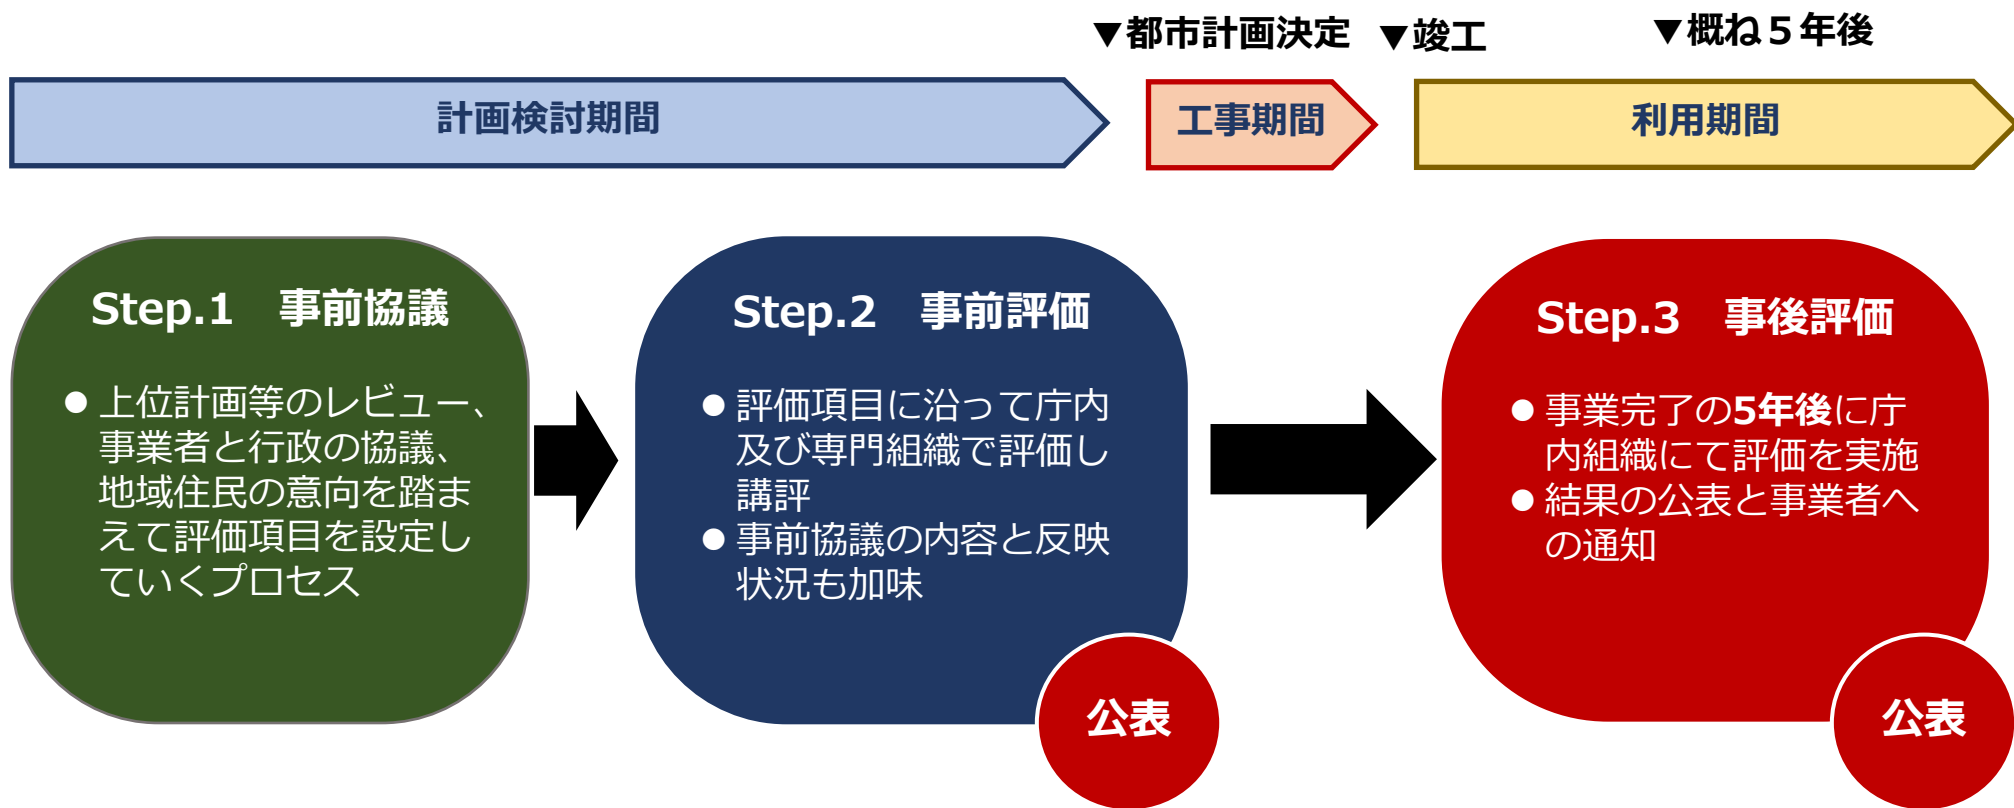 ▼都市計画決定
▼竣工
▼概ね５年後
計画検討期間
工事期間
利用期間
Step.1　事前協議
● 上位計画等のレビュー、
事業者と行政の協議、
地域住民の意向を踏ま
えて評価項目を設定し
ていくプロセス
Step.2　事前評価
● 評価項目に沿って庁内
及び専門組織で評価し
講評
● 事前協議の内容と反映
状況も加味
公表
Step.3　事後評価
● 事業完了の5年後に庁
内組織にて評価を実施
● 結果の公表と事業者へ
の通知
公表